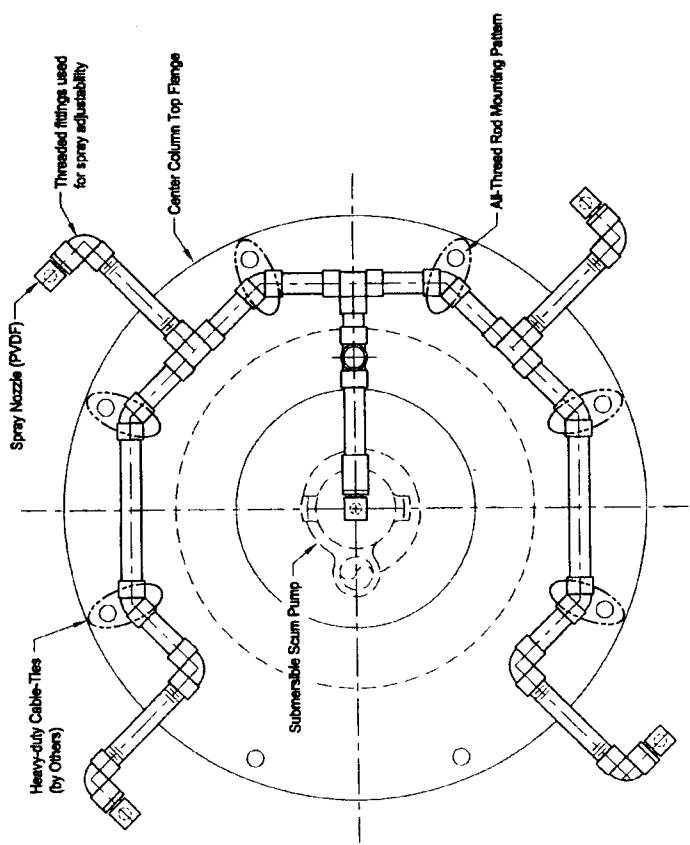 Spray Nozzle (PVDF)
Threaded fittings used
for spray adjustability
Center Column Top Flange
All-Thread Rod Mounting Pattern
Heavy-duty Cable-Ties
(by Others)
Submersible Scum Pump